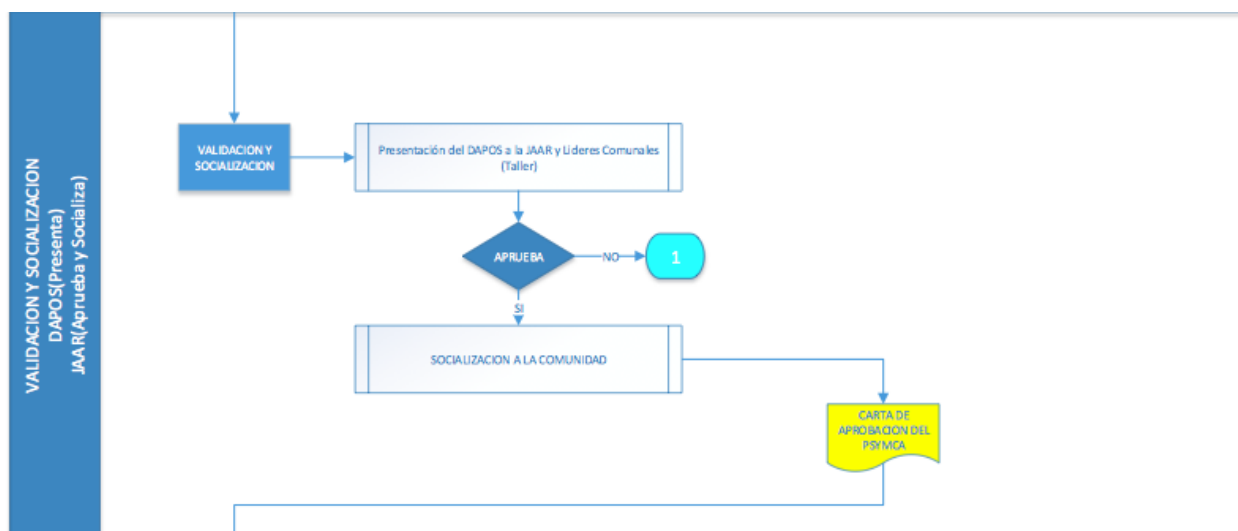 VALIDACION Y SOCIALIZACION
DAPOS(Presenta)
JAAR(Aprueba y Socializa)
VALIDACION Y
SOCIALIZACION
Presentación del DAPOS a la JAAR y Lideres Comunales
(Taller)
APRUEBA
NO
1
SI
SOCIALIZACION A LA COMUNIDAD
CARTA DE
APROBACION DEL
PSYMCA